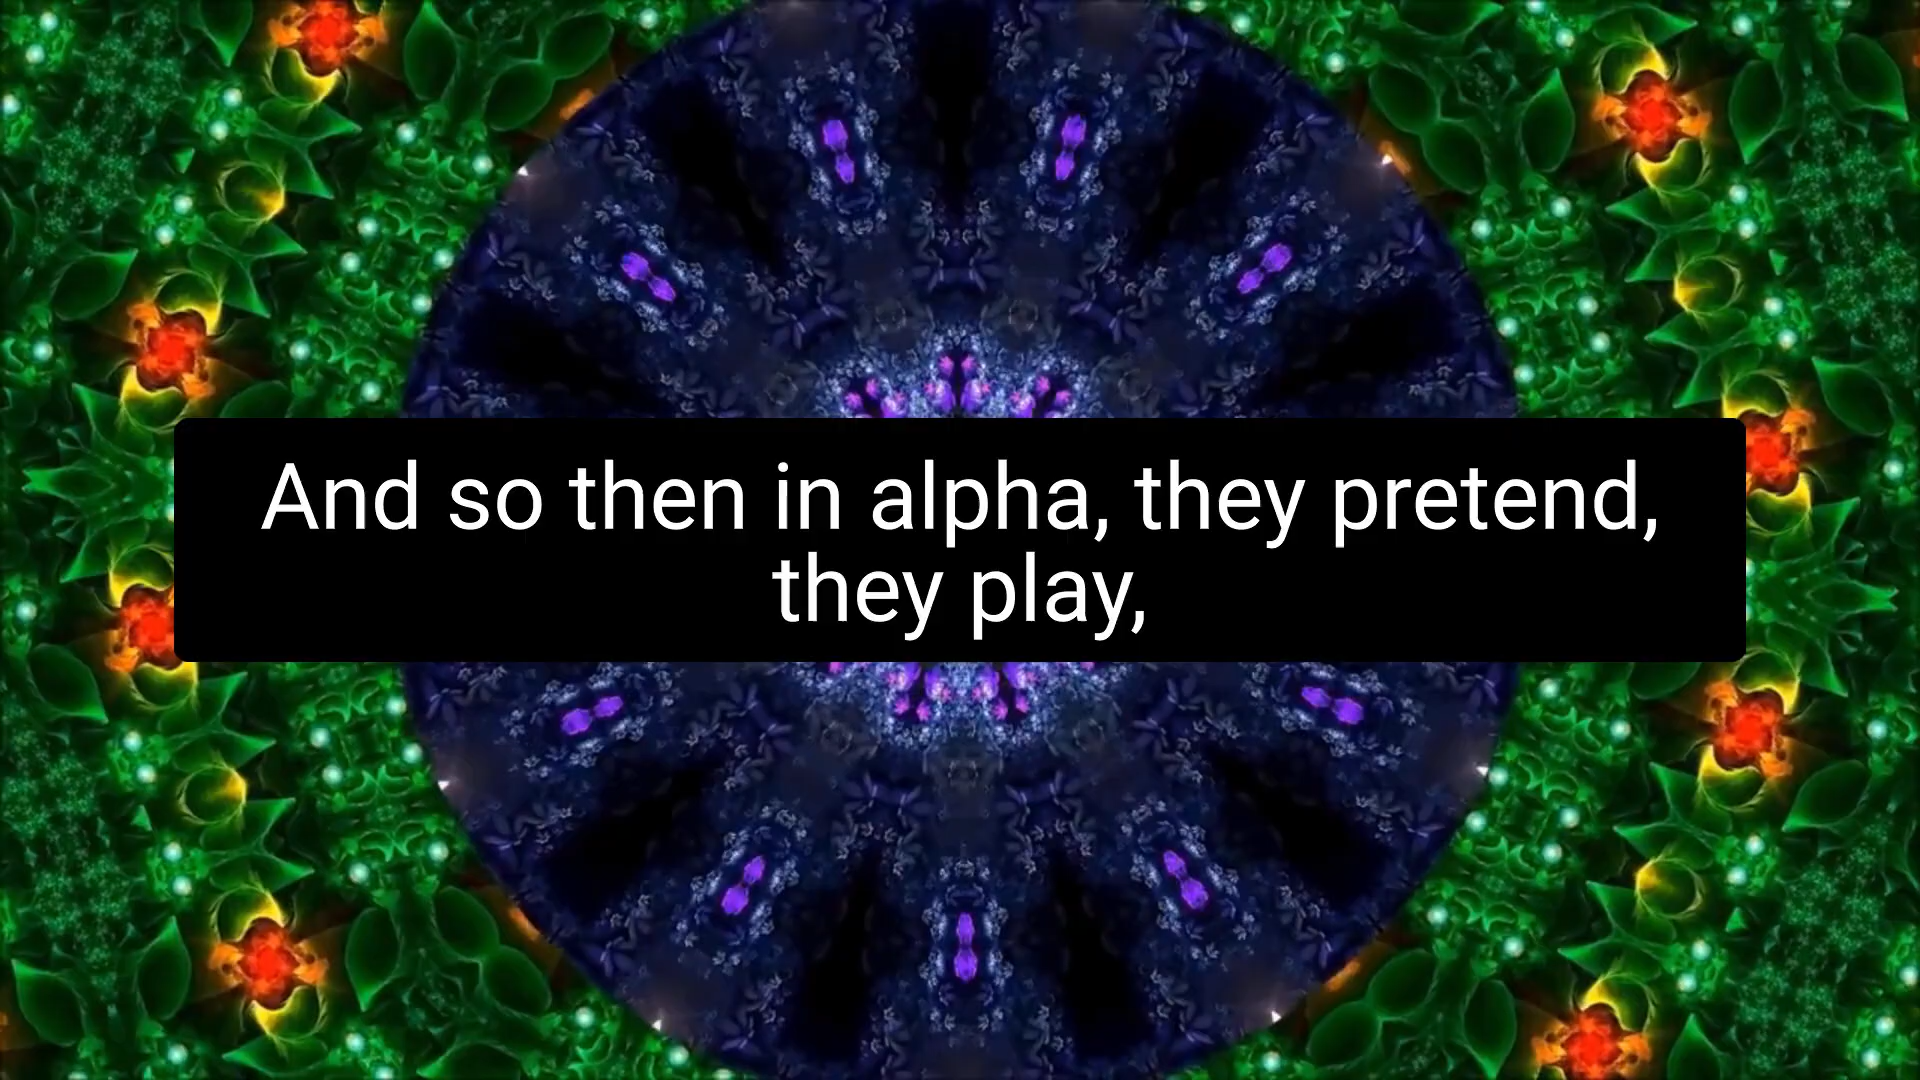 And so then in alpha, they pretend,
they play,